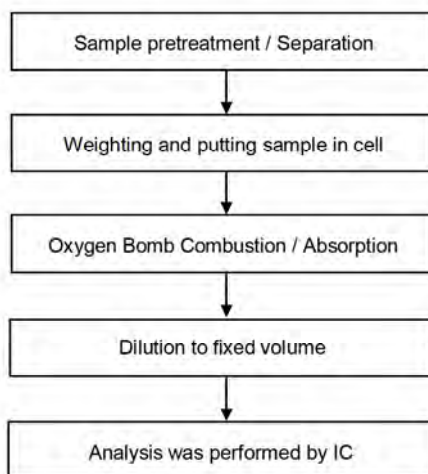 Sample pretreatment / Separation
Weighting and putting sample in cell
Oxygen Bomb Combustion / Absorption
Dilution to fixed volume
Analysis was performed by IC